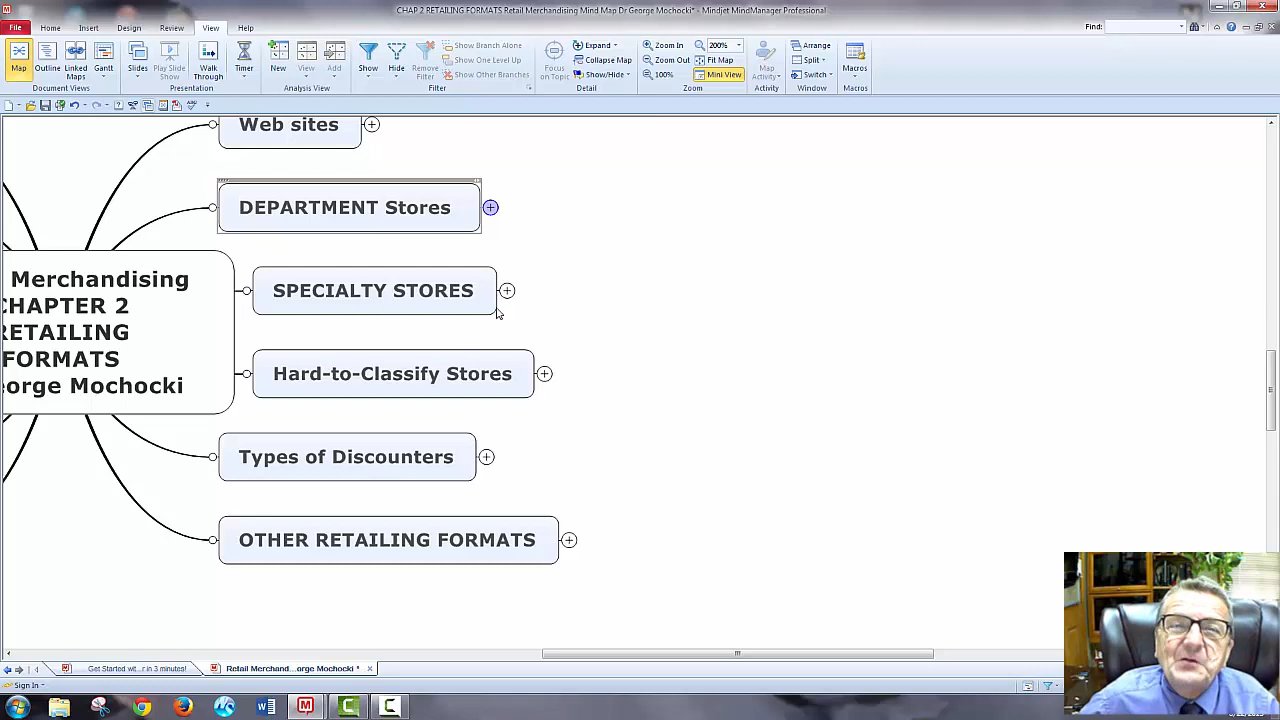 CHAP 2 RETAILING FORMATS Retail Merchandising Mind Map Dr George Mochocki* - Mindjet MindManager Professional
File Home Insert Design Review View Help Find:
Map Outline Linked Maps Gantt Slides Play Slide Show Walk Through Timer New View Add Show Hide Remove Filter
Show Branch Alone
Show One Level Up
Show Other Branches
Focus on Topic
Expand
Collapse Map
Show/Hide
Zoom In 200%
Zoom Out Fit Map
100% Mini View
Map Activity
Arrange
Split
Switch
Macros
Document Views Presentation Analysis View Filter Detail Zoom Activity Window Macros
Web sites
DEPARTMENT Stores
Merchandising
CHAPTER 2
RETAILING
FORMATS
eorge Mochocki
SPECIALTY STORES
Hard-to-Classify Stores
Types of Discounters
OTHER RETAILING FORMATS
Get Started wit...r in 3 minutes! Retail Merchand...orge Mochocki *
Sign In